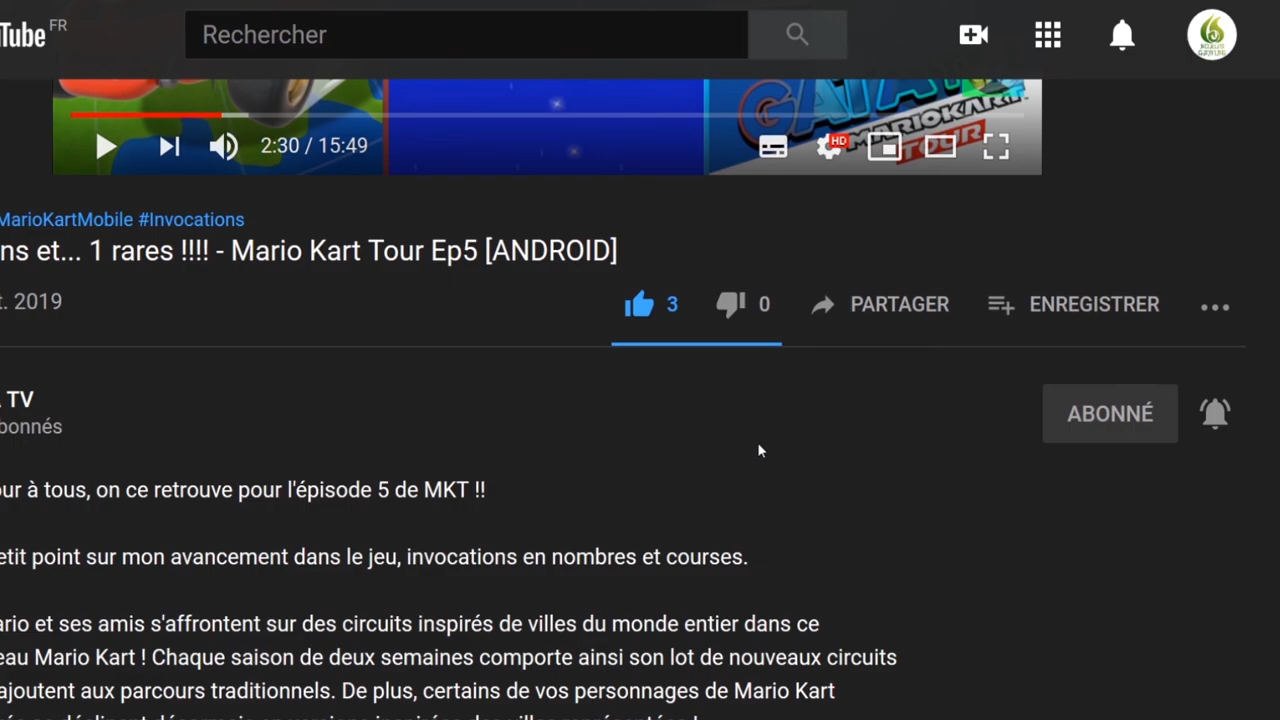 Tube FR
Rechercher
MARIOKART
TOUR
2:30 / 15:49
HD
MarioKartMobile #Invocations
ns et... 1 rares !!!! - Mario Kart Tour Ep5 [ANDROID]
t. 2019
3
0
PARTAGER
ENREGISTRER
TV
bonnés
ABONNÉ
ur à tous, on ce retrouve pour l'épisode 5 de MKT !!
etit point sur mon avancement dans le jeu, invocations en nombres et courses.
ario et ses amis s'affrontent sur des circuits inspirés de villes du monde entier dans ce
eau Mario Kart ! Chaque saison de deux semaines comporte ainsi son lot de nouveaux circuits
ajoutent aux parcours traditionnels. De plus, certains de vos personnages de Mario Kart